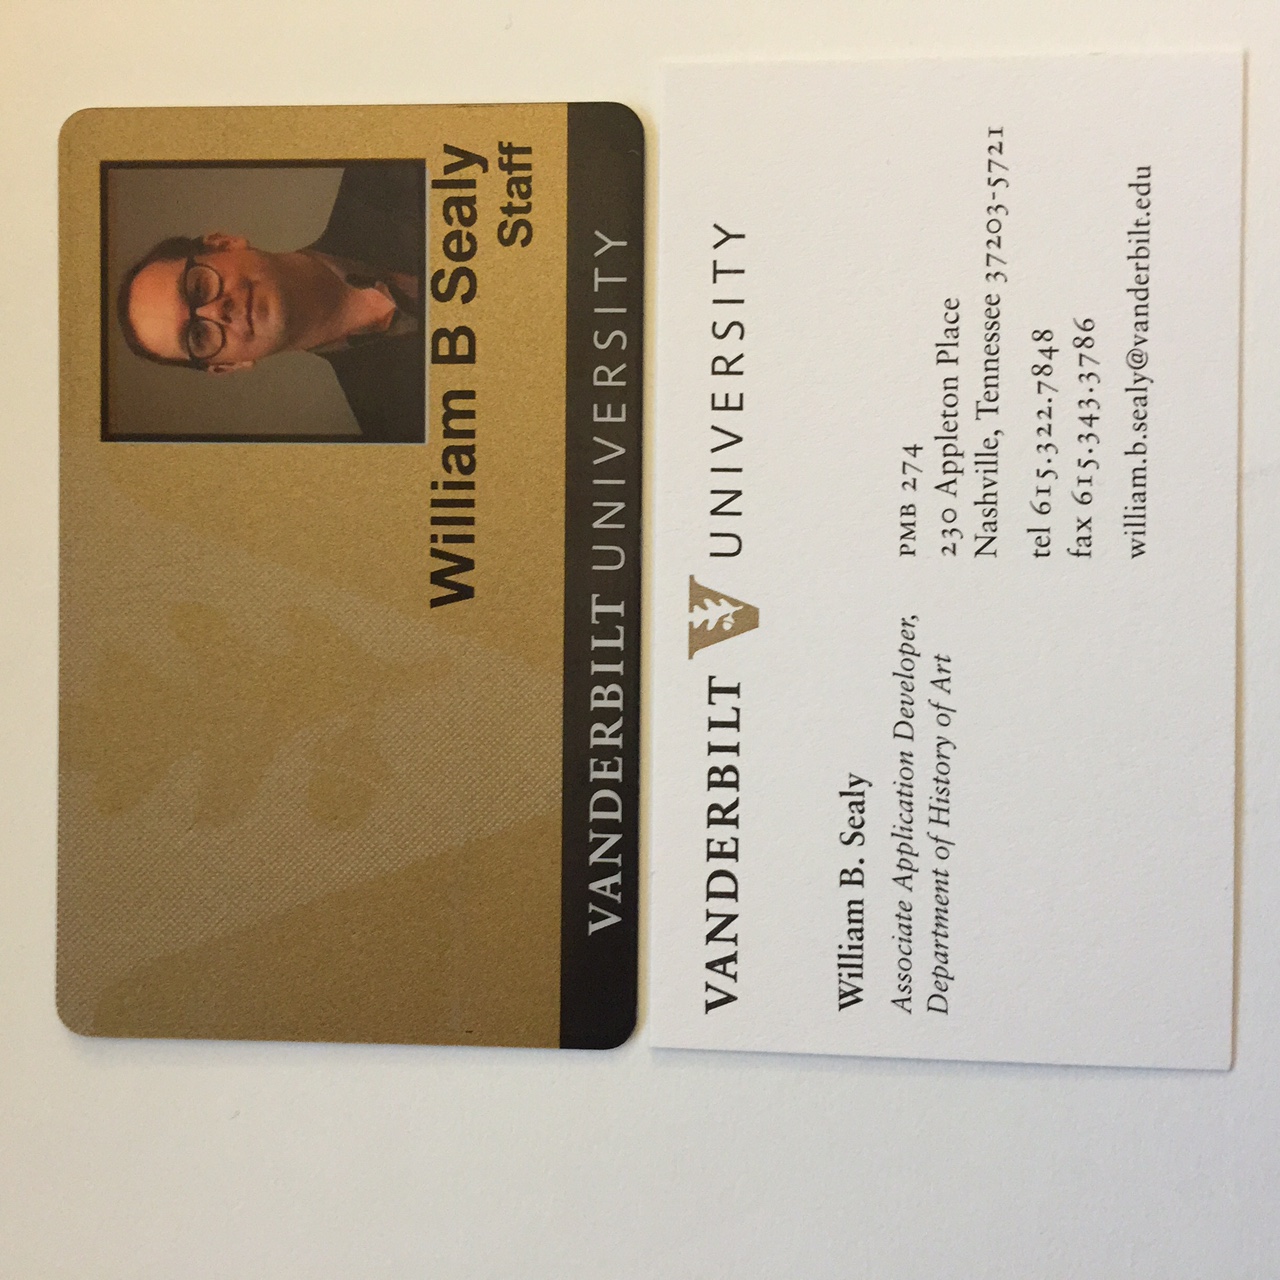 William B Sealy
Staff
VANDERBILT UNIVERSITY
VANDERBILT V UNIVERSITY
William B. Sealy
Associate Application Developer,
Department of History of Art
PMB 274
230 Appleton Place
Nashville, Tennessee 37203-5721
tel 615.322.7848
fax 615.343.3786
william.b.sealy@vanderbilt.edu